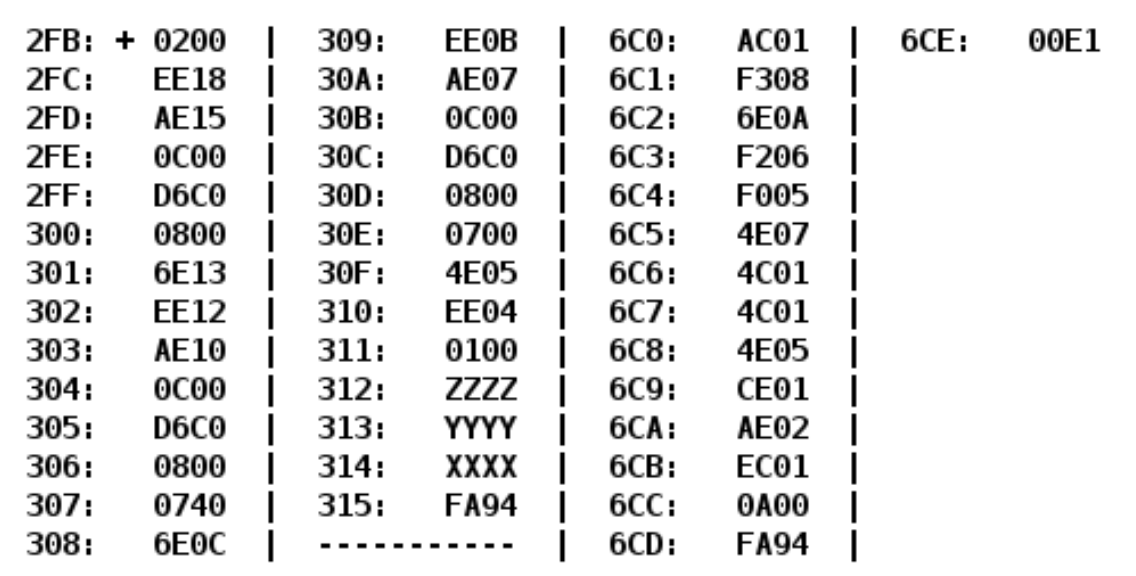 2FB: + 0200 | 309: EE0B | 6C0: AC01 | 6CE: 00E1
2FC: EE18 | 30A: AE07 | 6C1: F308 |
2FD: AE15 | 30B: 0C00 | 6C2: 6E0A |
2FE: 0C00 | 30C: D6C0 | 6C3: F206 |
2FF: D6C0 | 30D: 0800 | 6C4: F005 |
300: 0800 | 30E: 0700 | 6C5: 4E07 |
301: 6E13 | 30F: 4E05 | 6C6: 4C01 |
302: EE12 | 310: EE04 | 6C7: 4C01 |
303: AE10 | 311: 0100 | 6C8: 4E05 |
304: 0C00 | 312: ZZZZ | 6C9: CE01 |
305: D6C0 | 313: YYYY | 6CA: AE02 |
306: 0800 | 314: XXXX | 6CB: EC01 |
307: 0740 | 315: FA94 | 6CC: 0A00 |
308: 6E0C | ----------- | 6CD: FA94 |